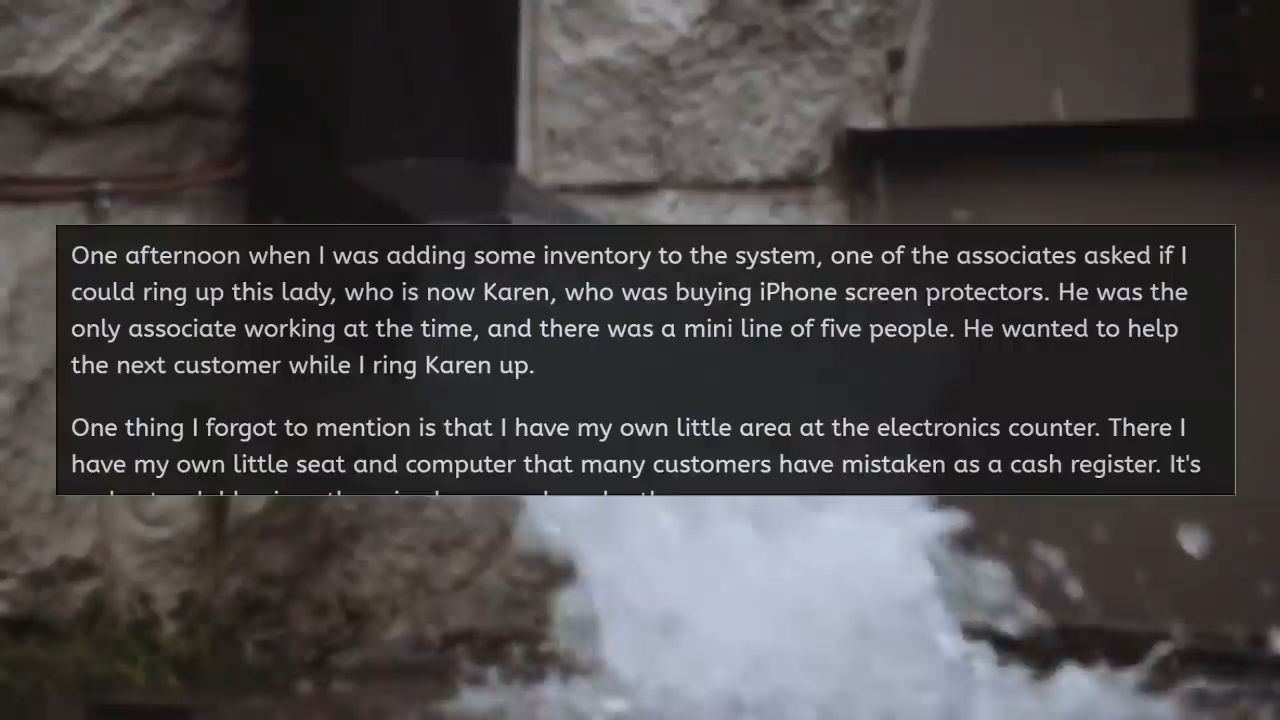 One afternoon when I was adding some inventory to the system, one of the associates asked if I
could ring up this lady, who is now Karen, who was buying iPhone screen protectors. He was the
only associate working at the time, and there was a mini line of five people. He wanted to help
the next customer while I ring Karen up.
One thing I forgot to mention is that I have my own little area at the electronics counter. There I
have my own little seat and computer that many customers have mistaken as a cash register. It's